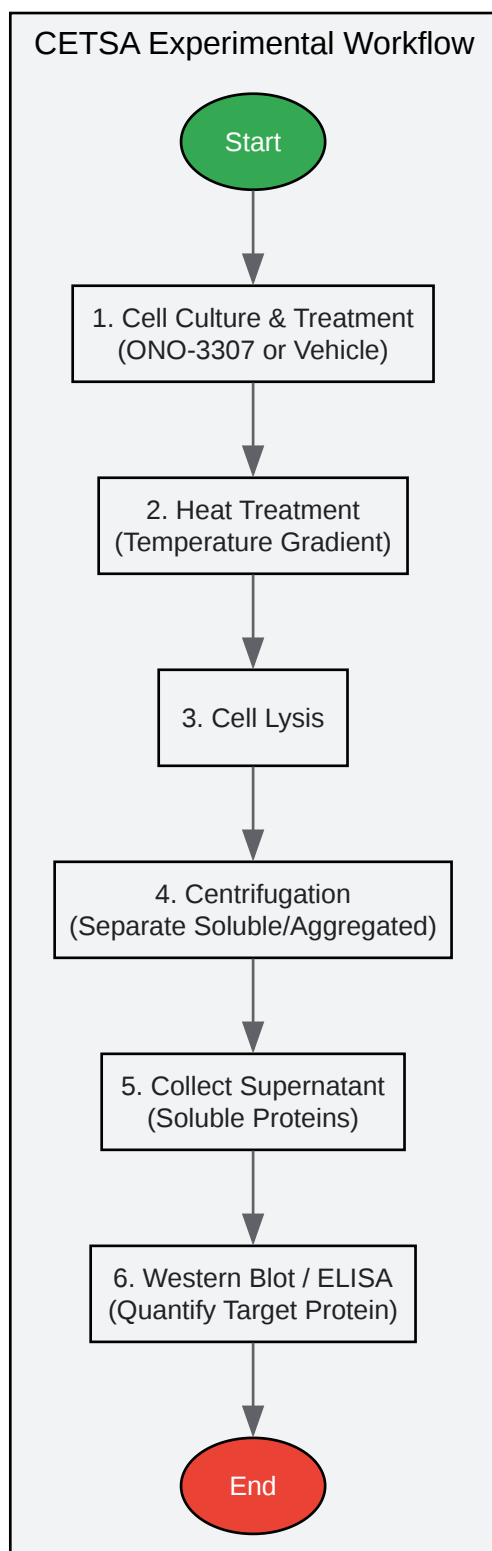 CETSA Experimental Workflow
Start
1. Cell Culture & Treatment
(ONO-3307 or Vehicle)
2. Heat Treatment
(Temperature Gradient)
3. Cell Lysis
4. Centrifugation
(Separate Soluble/Aggregated)
5. Collect Supernatant
(Soluble Proteins)
6. Western Blot / ELISA
(Quantify Target Protein)
End